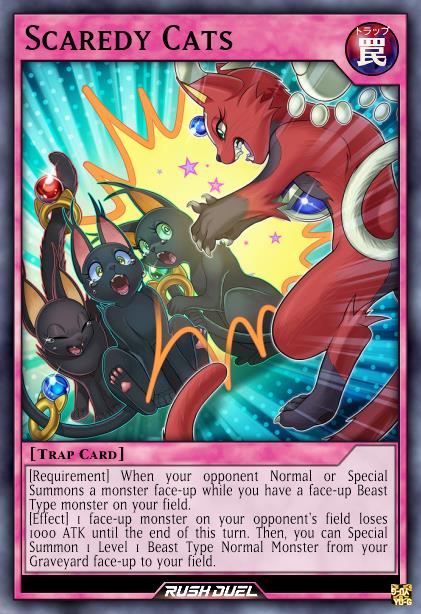 Scaredy Cats
トラップ
罠
[Trap Card]
[Requirement] When your opponent Normal or Special
Summons a monster face-up while you have a face-up Beast
Type monster on your field.
[Effect] 1 face-up monster on your opponent's field loses
1000 ATK until the end of this turn. Then, you can Special
Summon 1 Level 1 Beast Type Normal Monster from your
Graveyard face-up to your field.
RUSH DUEL